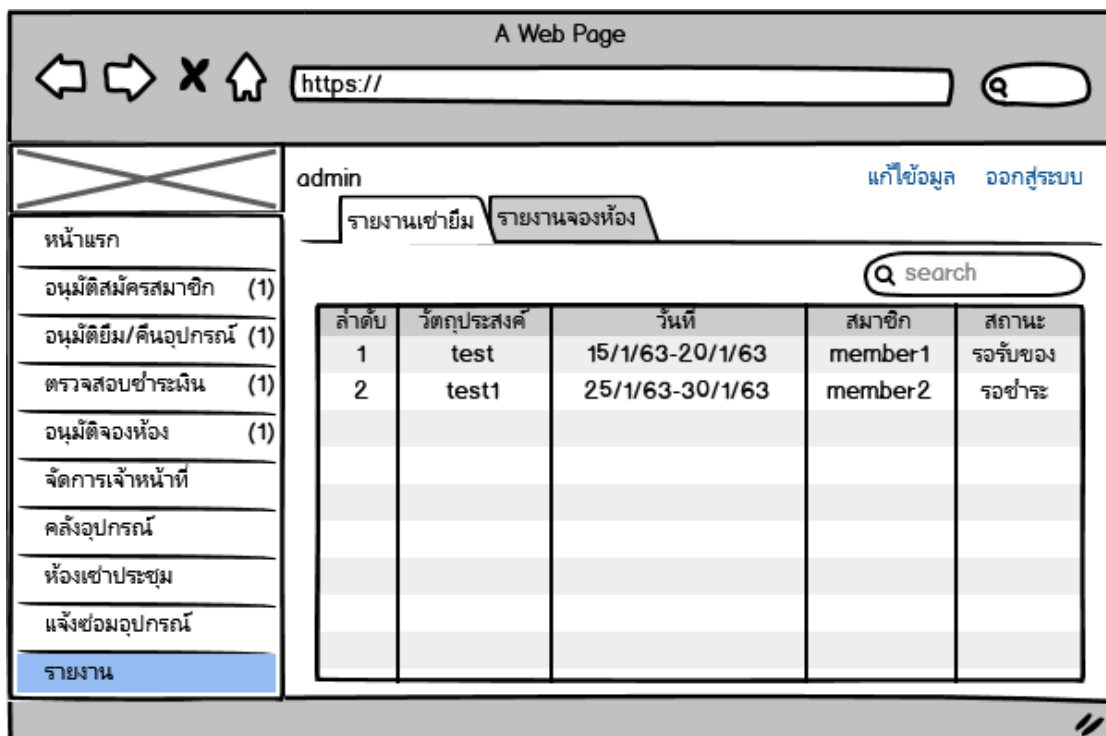 A Web Page
https://
admin
แก้ไข้อมูล ออกสู่ระบบ
รายงานเช่ายืม รายงานจองห้อง
search
หน้าแรก
อนุมัติสมัครสมาชิก (1)
อนุมัติยืม/คืนอุปกรณ์ (1)
ตรวจสอบชำระเงิน (1)
อนุมัติจองห้อง (1)
จัดการเจ้าหน้าที่
คลังอุปกรณ์
ห้องเช่าประชุม
แจ้งซ่อมอุปกรณ์
รายงาน
ลำดับ วัตถุประสงค์ วันที่ สมาชิก สถานะ
1 test 15/1/63-20/1/63 member1 รอรับของ
2 test1 25/1/63-30/1/63 member2 รอชำระ